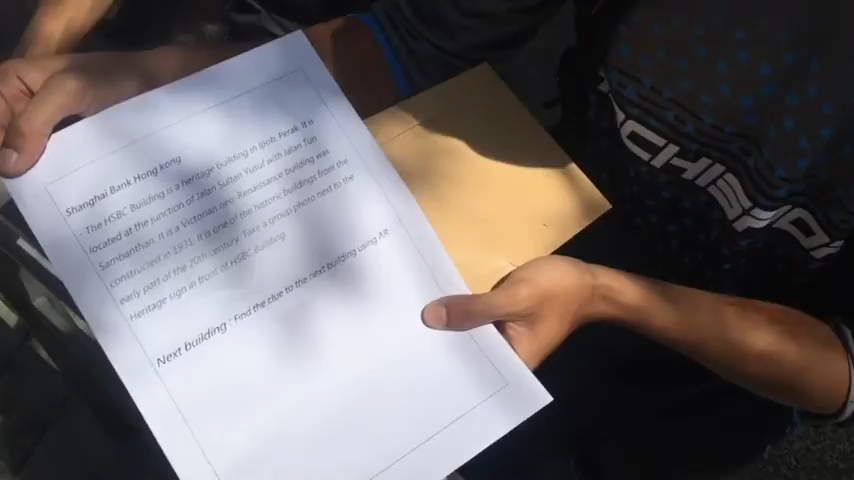 Shanghai Bank Hong kong
- The HSBC Building is a heritage building in Ipoh, Perak. It is
located at the junction of Jalan Sultan Yusuf with Jalan Tun
Sambanthan. It is a Victorian neo-Renaissance building was
constructed in 1931. It is one of the historic buildings from the
early part of the 20th century. Take a group photo next to the
Heritage sign in front of HSBC Building
Next building " Find the clue to the next building using AR